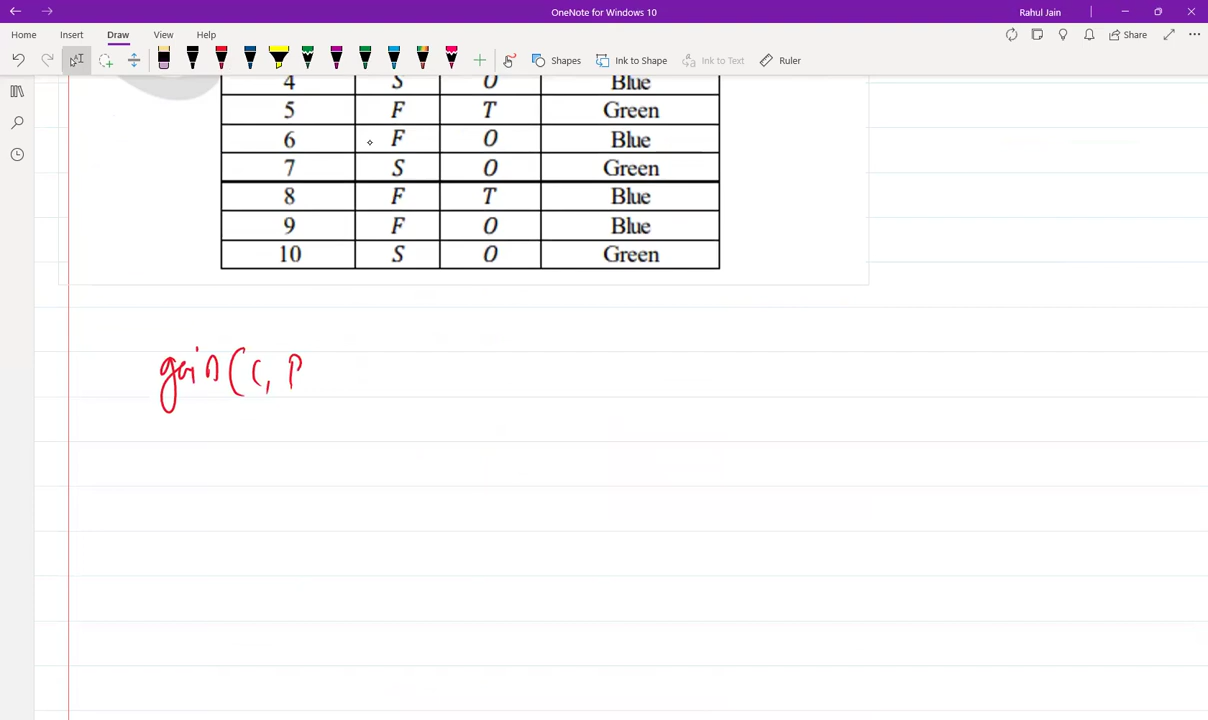 OneNote for Windows 10
Rahul Jain
Home Insert Draw View Help
Share
Shapes Ink to Shape Ink to Text Ruler
4 S O Blue
5 F T Green
6 F O Blue
7 S O Green
8 F T Blue
9 F O Blue
10 S O Green
gain(C, P